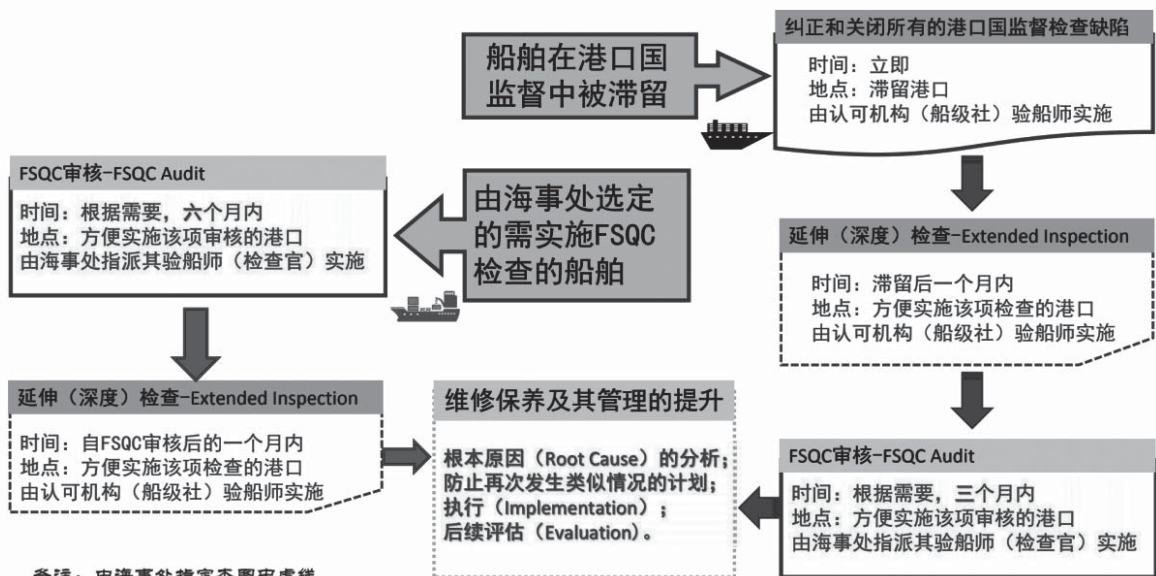 船舶在港口国
监督中被滞留
纠正和关闭所有的港口国监督检查缺陷
时间：立即
地点：滞留港口
由认可机构（船级社）验船师实施
延伸（深度）检查-Extended Inspection
时间：滞留后一个月内
地点：方便实施该项检查的港口
由认可机构（船级社）验船师实施
FSQC审核-FSQC Audit
时间：根据需要，三个月内
地点：方便实施该项审核的港口
由海事处指派其验船师（检查官）实施
由海事处选定
的需实施FSQC
检查的船舶
FSQC审核-FSQC Audit
时间：根据需要，六个月内
地点：方便实施该项审核的港口
由海事处指派其验船师（检查官）实施
延伸（深度）检查-Extended Inspection
时间：自FSQC审核后的一个月内
地点：方便实施该项检查的港口
由认可机构（船级社）验船师实施
维修保养及其管理的提升
根本原因（Root Cause）的分析；
防止再次发生类似情况的计划；
执行（Implementation）；
后续评估（Evaluation）。